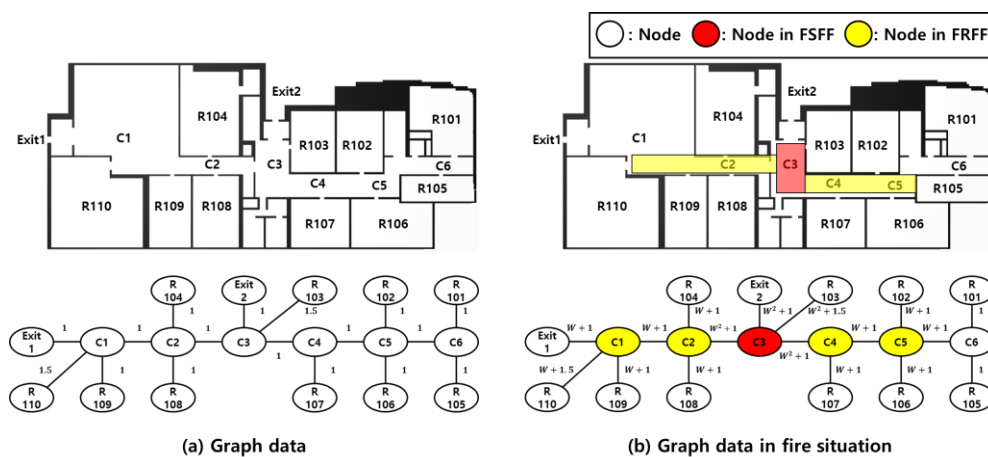 : Node : Node in FSFF : Node in FRFF
Exit2
R104
R101
Exit1
C1
R103 R102
C2
C3
C6
C4
C5
R105
R110
R109 R108
R107
R106
Exit2
R104
R101
Exit1
C1
R103 R102
C2
C3
C6
C4
C5
R105
R110
R109 R108
R107
R106
R 104
Exit 2
R 103
R 102
R 101
1 1 1.5 1 1
Exit 1
1
C1
1
C2
1
C3
1
C4
1
C5
1
C6
1.5 1 1 1 1 1
R 110
R 109
R 108
R 107
R 106
R 105
R 104
Exit 2
R 103
R 102
R 101
W + 1 W² + 1 W² + 1.5 W + 1 1
Exit 1
W + 1
C1
W + 1
C2
W² + 1
C3
W² + 1
C4
W + 1
C5
W + 1
C6
W + 1.5 W + 1 W + 1 W + 1 W + 1 1
R 110
R 109
R 108
R 107
R 106
R 105
(a) Graph data
(b) Graph data in fire situation